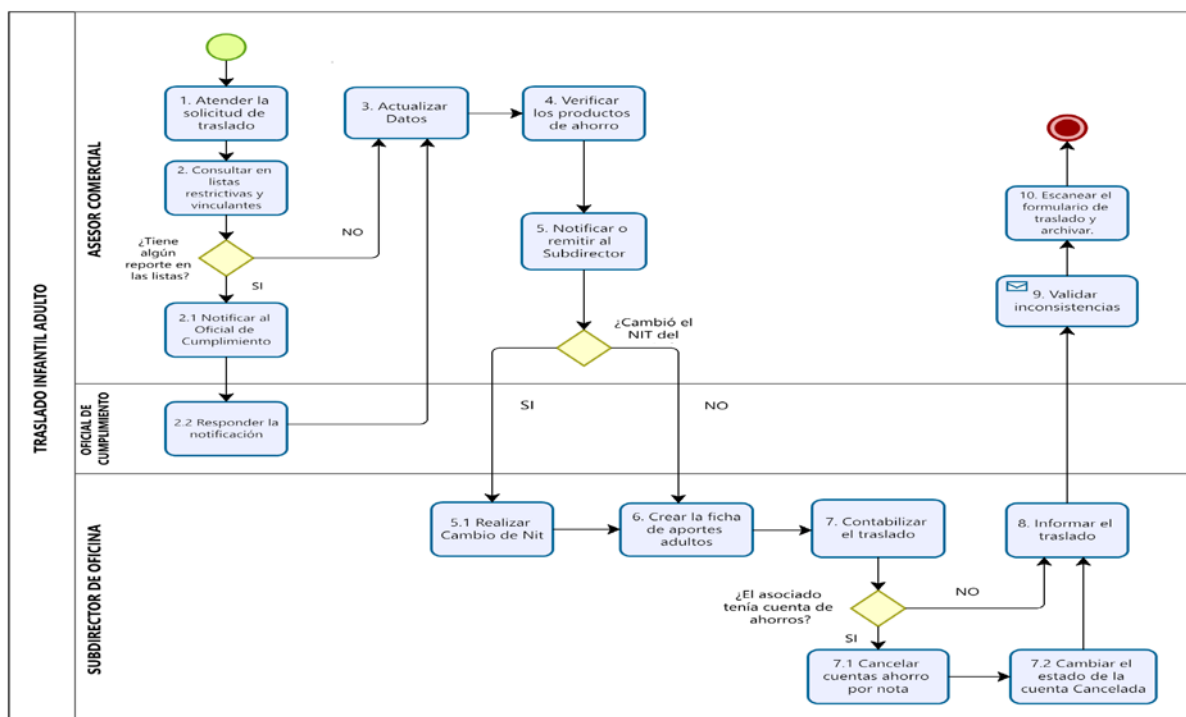 TRASLADO INFANTIL ADULTO
ASESOR COMERCIAL
1. Atender la
solicitud de
traslado
2. Consultar en
listas
restrictivas y
vinculantes
¿Tiene
algún
reporte en
las listas?
NO
SI
2.1 Notificar al
Oficial de
Cumplimiento
3. Actualizar
Datos
4. Verificar
los productos
de ahorro
5. Notificar o
remitir al
Subdirector
¿Cambió el
NIT del
SI
NO
10. Escanear el
formulario de
traslado y
archivar.
9. Validar
inconsistencias
OFICIAL DE
CUMPLIMIENTO
2.2 Responder la
notificación
SUBDIRECTOR DE OFICINA
5.1 Realizar
Cambio de Nit
6. Crear la ficha
de aportes
adultos
7. Contabilizar
el traslado
8. Informar el
traslado
¿El asociado
tenía cuenta de
ahorros?
NO
SI
7.1 Cancelar
cuentas ahorro
por nota
7.2 Cambiar el
estado de la
cuenta Cancelada